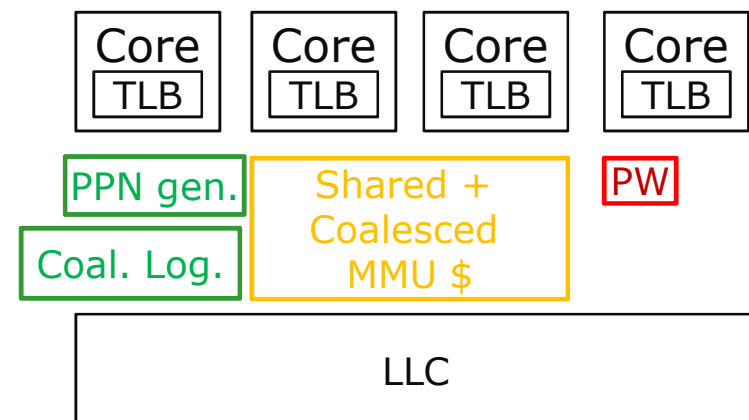 Core
TLB
Core
TLB
Core
TLB
Core
TLB
PPN gen.
Coal. Log.
Shared +
Coalesced
MMU $
PW
LLC